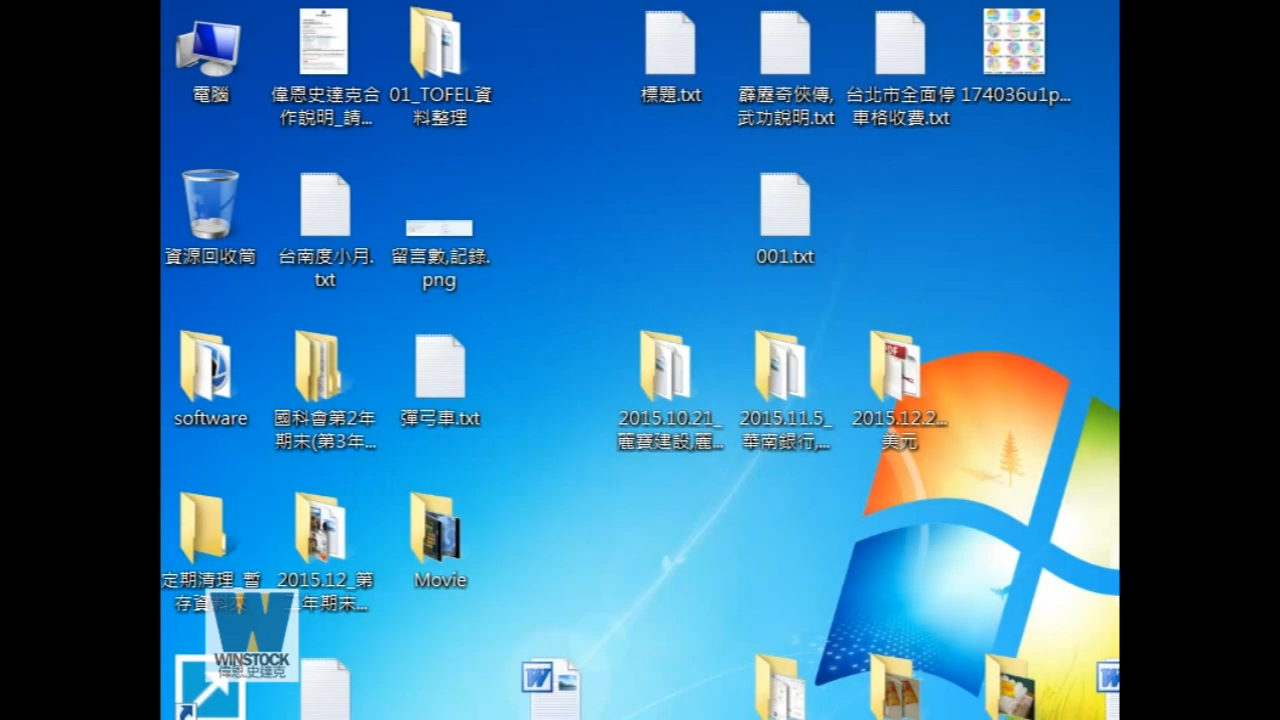 電腦
偉恩史達克合
作說明_請...
01_TOFEL資
料整理
標題.txt
霹靂奇俠傳,
武功說明.txt
台北市全面停
車格收費.txt
174036u1p...
資源回收筒
台南度小月.
txt
留言數,記錄.
png
001.txt
software
國科會第2年
期末(第3年...
彈弓車.txt
2015.10.21_
麗寶建設,麗...
2015.11.5_
華南銀行,...
2015.12.2...
美元
定期清理_暫
存資料夾
2015.12_第
二年期末...
Movie
W
WINSTOCK
偉恩.史達克
W
W